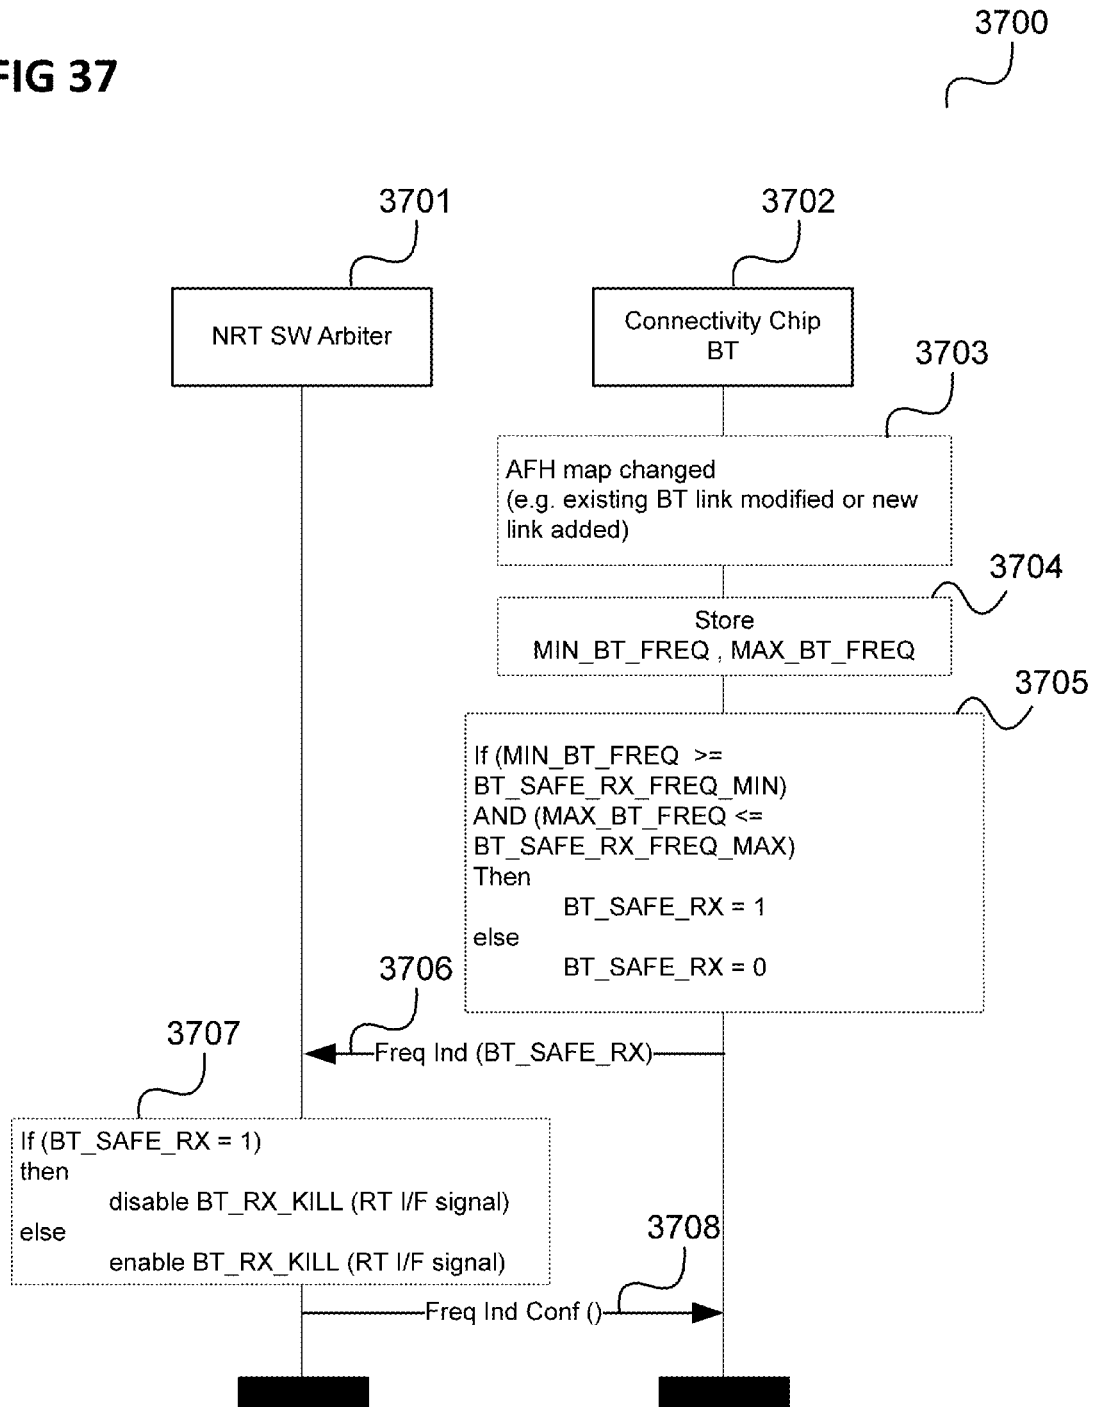 3700
FIG 37
3701
3702
NRT SW Arbiter
Connectivity Chip
BT
3703
AFH map changed
(e.g. existing BT link modified or new
link added)
3704
Store
MIN_BT_FREQ , MAX_BT_FREQ
3705
If (MIN_BT_FREQ >=
BT_SAFE_RX_FREQ_MIN)
AND (MAX_BT_FREQ <=
BT_SAFE_RX_FREQ_MAX)
Then
BT_SAFE_RX = 1
else
BT_SAFE_RX = 0
3706
Freq Ind (BT_SAFE_RX)
3707
If (BT_SAFE_RX = 1)
then
disable BT_RX_KILL (RT I/F signal)
else
enable BT_RX_KILL (RT I/F signal)
3708
Freq Ind Conf ()